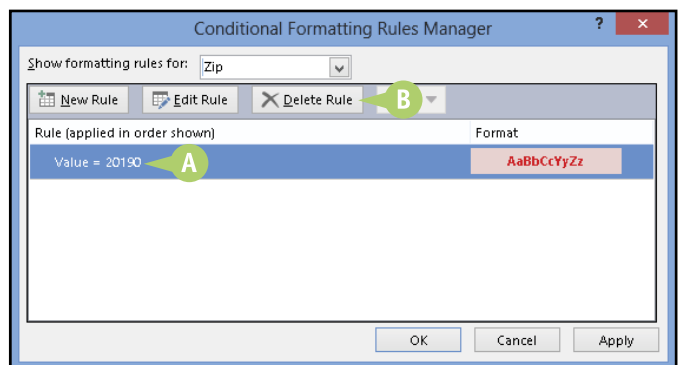 Conditional Formatting Rules Manager ? ×
Show formatting rules for: Zip
New Rule Edit Rule Delete Rule B
Rule (applied in order shown) Format
Value = 20190 A AaBbCcYyZz
OK Cancel Apply